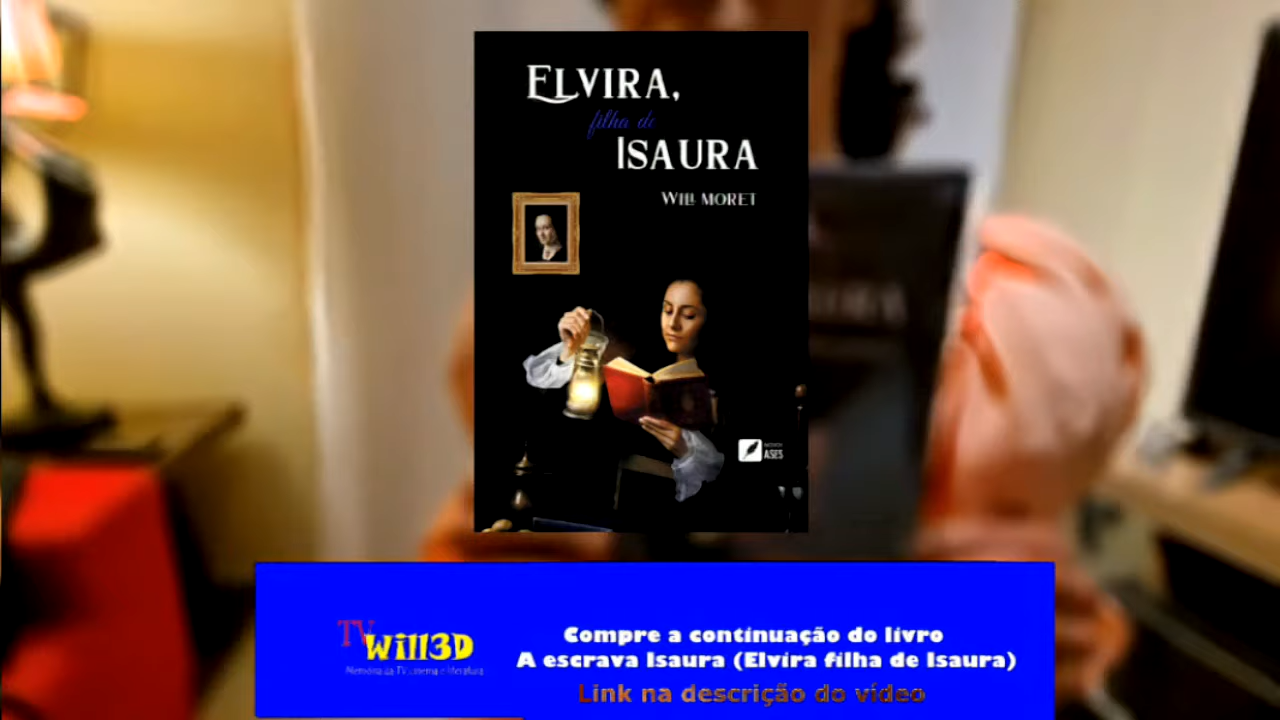 ELVIRA,
filha de
ISAURA
WILL MORET
ASES
TV
Will3D
Memória da TV, cinema e literatura
Compre a continuação do livro
A escrava Isaura (Elvira filha de Isaura)
Link na descrição do vídeo